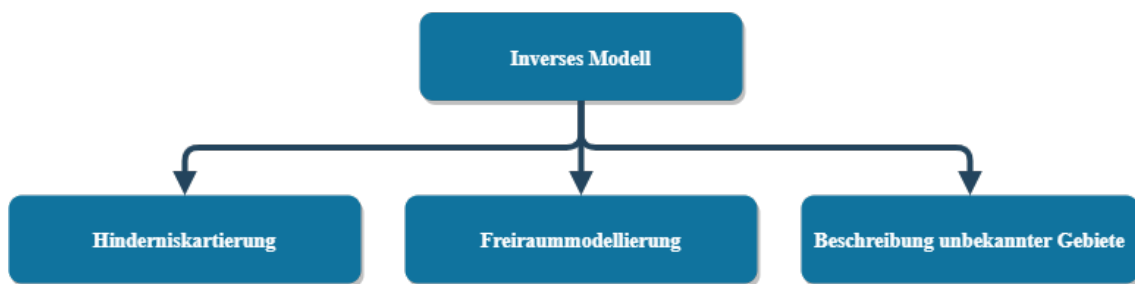 Inverses Modell
Hinderniskartierung
Freiraummodellierung
Beschreibung unbekannter Gebiete